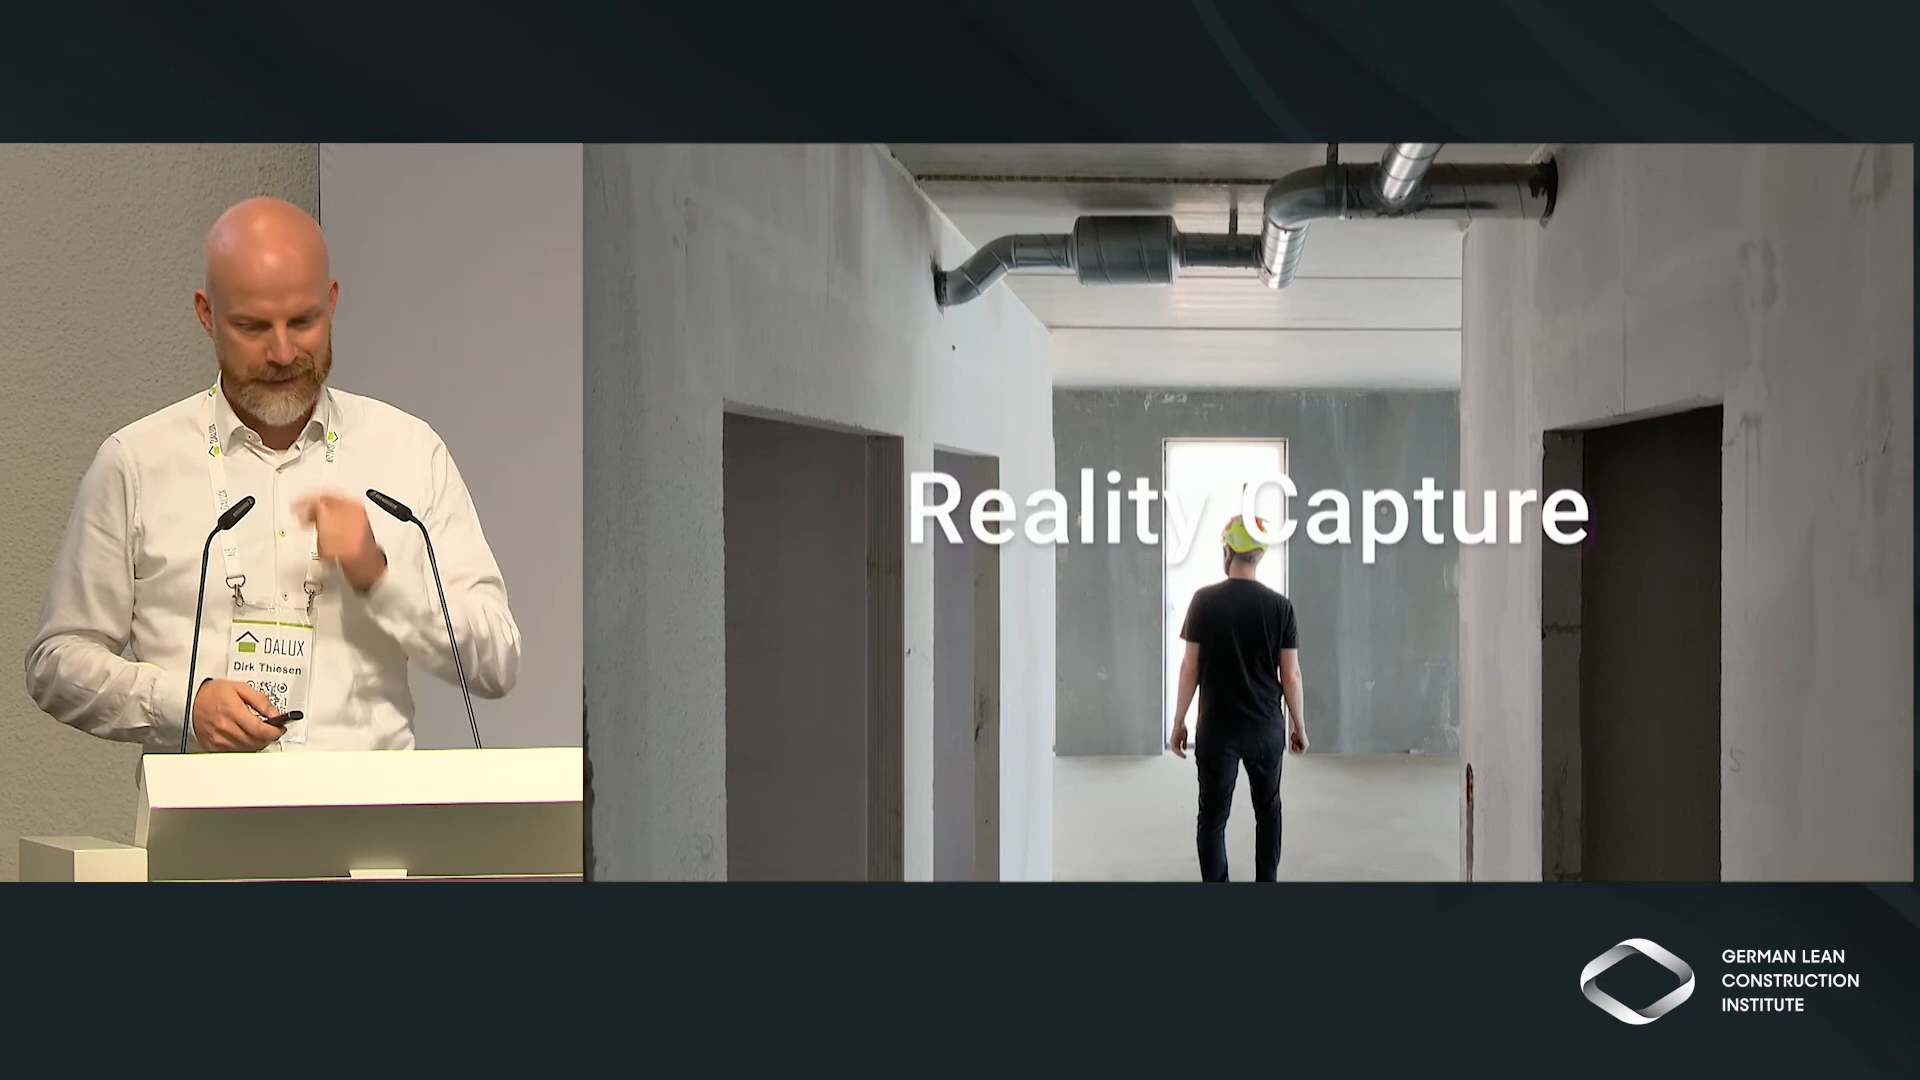 DALUX
Dirk Thiesen
Reality Capture
GERMAN LEAN
CONSTRUCTION
INSTITUTE